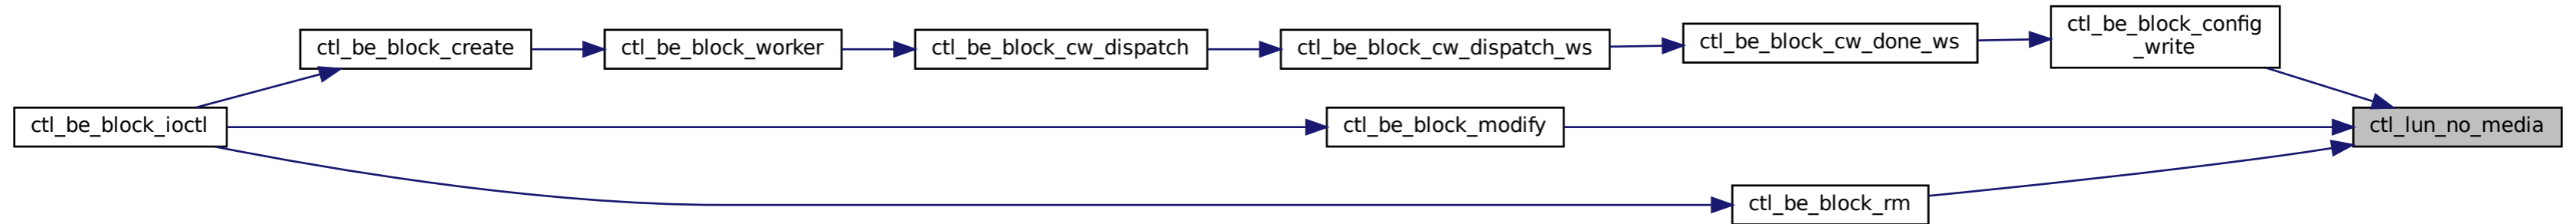 ctl_be_block_config
_write
ctl_be_block_create
ctl_be_block_worker
ctl_be_block_cw_dispatch
ctl_be_block_cw_dispatch_ws
ctl_be_block_cw_done_ws
ctl_be_block_ioctl
ctl_be_block_modify
ctl_lun_no_media
ctl_be_block_rm